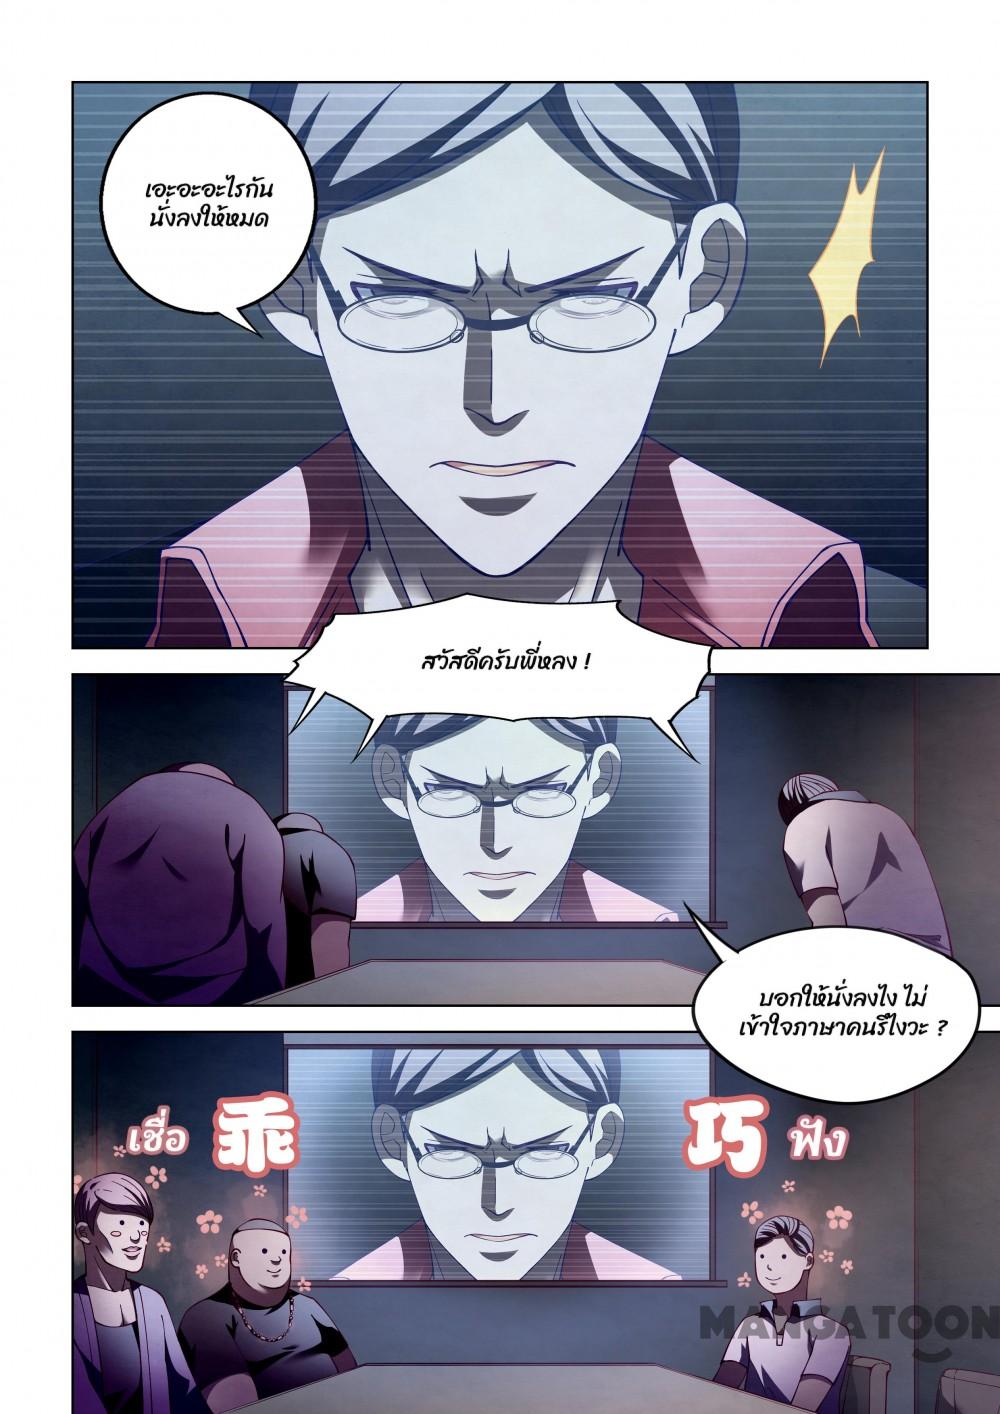 เอะอะอะไรกัน
นั่งลงให้หมด
สวัสดีครับพี่หลง !
บอกให้นั่งลงไง ไม่
เข้าใจภาษาคนรึไงวะ ?
เชื่อ 乖 巧 ฟัง
MANGATOON